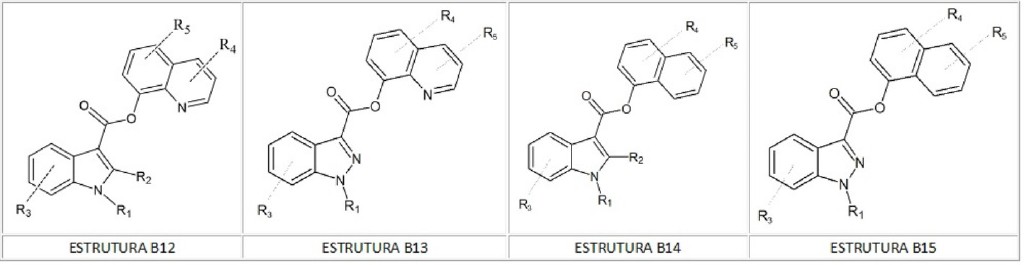 R5
R4
O
O
N
R2
N
R1
R3
R4
R5
O
O
N
N
N
R1
R3
R4
R5
O
O
R2
N
R1
R3
R4
R5
O
O
N
N
R1
R3
ESTRUTURA B12
ESTRUTURA B13
ESTRUTURA B14
ESTRUTURA B15